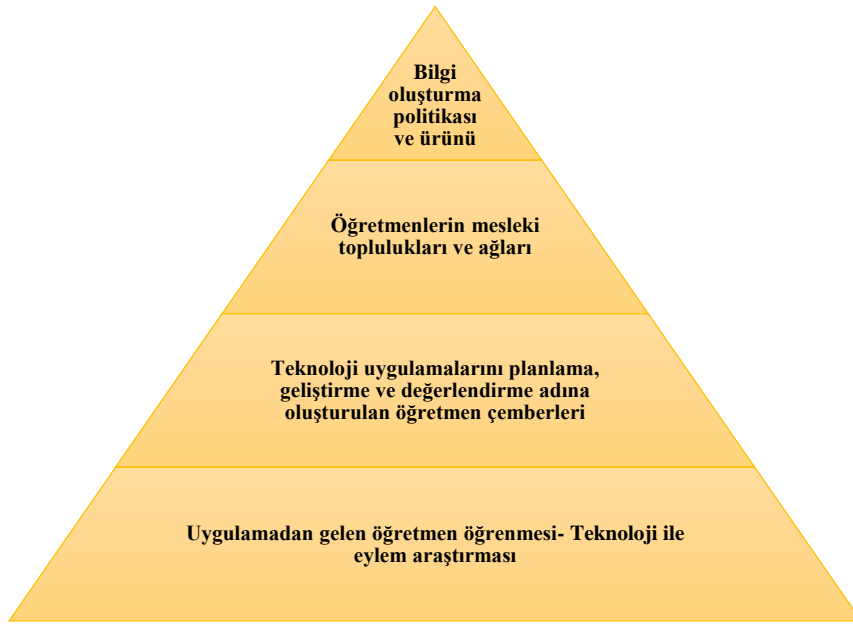 Bilgi
oluşturma
politikası
ve ürünü
Öğretmenlerin mesleki
toplulukları ve ağları
Teknoloji uygulamalarını planlama,
geliştirme ve değerlendirme adına
oluşturulan öğretmen çemberleri
Uygulamadan gelen öğretmen öğrenmesi- Teknoloji ile
eylem araştırması